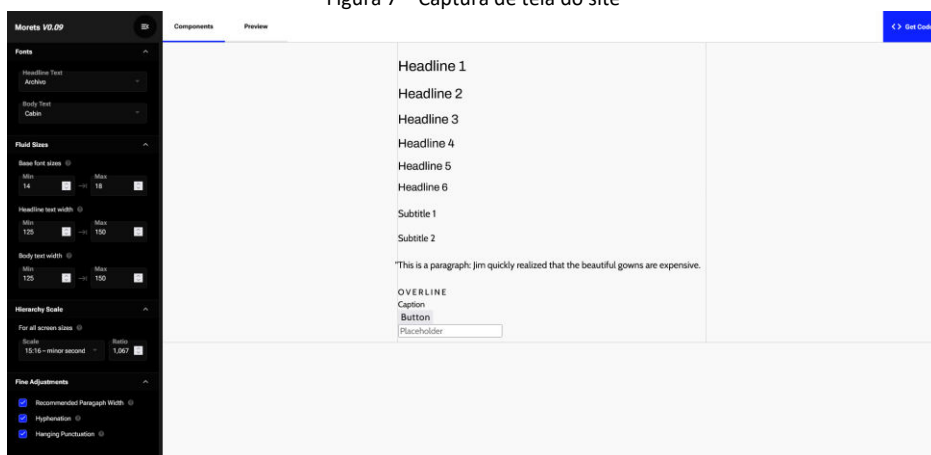 Figura 7 – Captura de tela do site
Morets V0.09
Components Preview
<> Get Code
Fonts
Headline Text
Archivo
Body Text
Cabin
Fluid Sizes
Base font sizes
Min Max
14 18
Headline text width
Min Max
125 150
Body text width
Min Max
125 150
Hierarchy Scale
For all screen sizes
Scale Ratio
15:16 – minor second 1,067
Fine Adjustments
Recommended Paragaph Width
Hyphenation
Hanging Punctuation
Headline 1
Headline 2
Headline 3
Headline 4
Headline 5
Headline 6
Subtitle 1
Subtitle 2
"This is a paragraph: Jim quickly realized that the beautiful gowns are expensive.
OVERLINE
Caption
Button
Placeholder